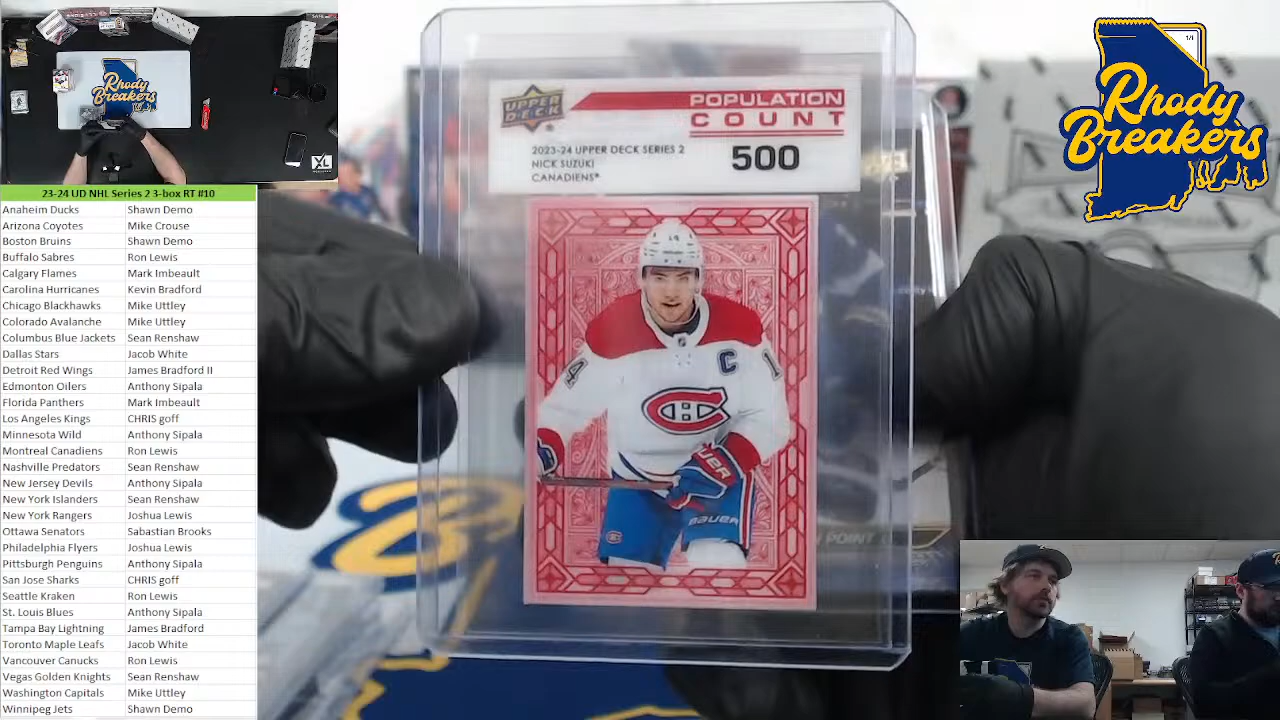 Rhody
Breakers
XL
23-24 UD NHL Series 2 3-box RT #10
Anaheim Ducks Shawn Demo
Arizona Coyotes Mike Crouse
Boston Bruins Shawn Demo
Buffalo Sabres Ron Lewis
Calgary Flames Mark Imbeault
Carolina Hurricanes Kevin Bradford
Chicago Blackhawks Mike Uttley
Colorado Avalanche Mike Uttley
Columbus Blue Jackets Sean Renshaw
Dallas Stars Jacob White
Detroit Red Wings James Bradford II
Edmonton Oilers Anthony Sipala
Florida Panthers Mark Imbeault
Los Angeles Kings CHRIS goff
Minnesota Wild Anthony Sipala
Montreal Canadiens Ron Lewis
Nashville Predators Sean Renshaw
New Jersey Devils Anthony Sipala
New York Islanders Sean Renshaw
New York Rangers Joshua Lewis
Ottawa Senators Sabastian Brooks
Philadelphia Flyers Joshua Lewis
Pittsburgh Penguins Anthony Sipala
San Jose Sharks CHRIS goff
Seattle Kraken Ron Lewis
St. Louis Blues Anthony Sipala
Tampa Bay Lightning James Bradford
Toronto Maple Leafs Jacob White
Vancouver Canucks Ron Lewis
Vegas Golden Knights Sean Renshaw
Washington Capitals Mike Uttley
Winnipeg Jets Shawn Demo
UPPER
DECK
POPULATION
COUNT
500
2023-24 UPPER DECK SERIES 2
NICK SUZUKI
CANADIENS
14
C
14
BAUER
BAUER
1/1
Rhody
Breakers